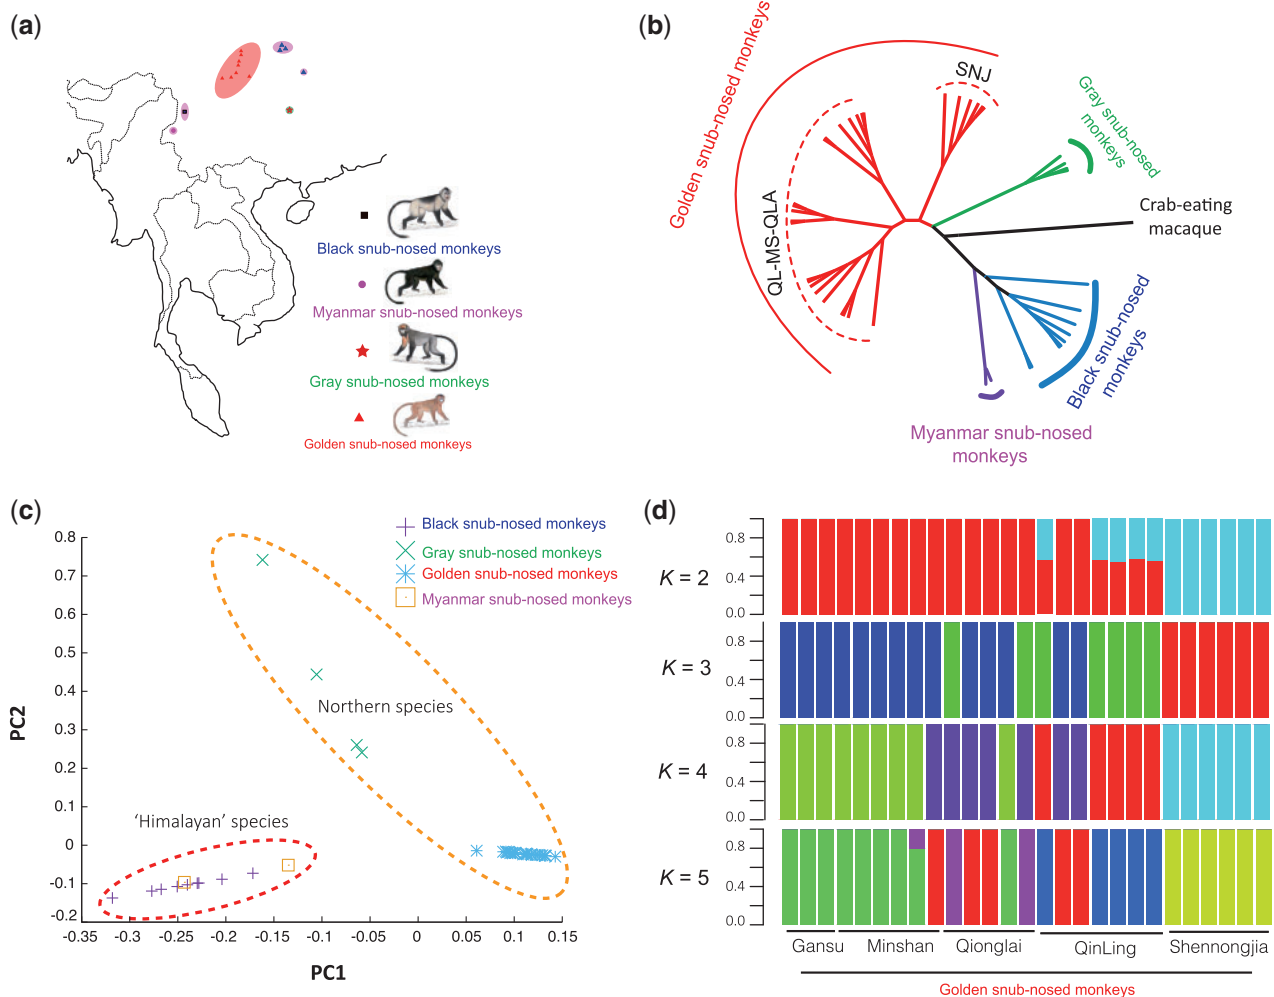 (a)
Black snub-nosed monkeys
Myanmar snub-nosed monkeys
Gray snub-nosed monkeys
Golden snub-nosed monkeys
(b)
Golden snub-nosed monkeys
SNJ
QL-MS-QLA
Gray snub-nosed
monkeys
Crab-eating
macaque
Black snub-nosed
monkeys
Myanmar snub-nosed
monkeys
(c)
Black snub-nosed monkeys
Gray snub-nosed monkeys
Golden snub-nosed monkeys
Myanmar snub-nosed monkeys
0.8
0.7
0.6
0.5
0.4
0.3
0.2
0.1
0
-0.1
-0.2
PC2
Northern species
'Himalayan' species
-0.35
-0.3
-0.25
-0.2
-0.15
-0.1
-0.05
0
0.05
0.1
0.15
PC1
(d)
K = 2
0.8
0.4
0.0
K = 3
0.8
0.4
0.0
K = 4
0.8
0.4
0.0
K = 5
0.8
0.4
0.0
Gansu
Minshan
Qionglai
QinLing
Shennongjia
Golden snub-nosed monkeys